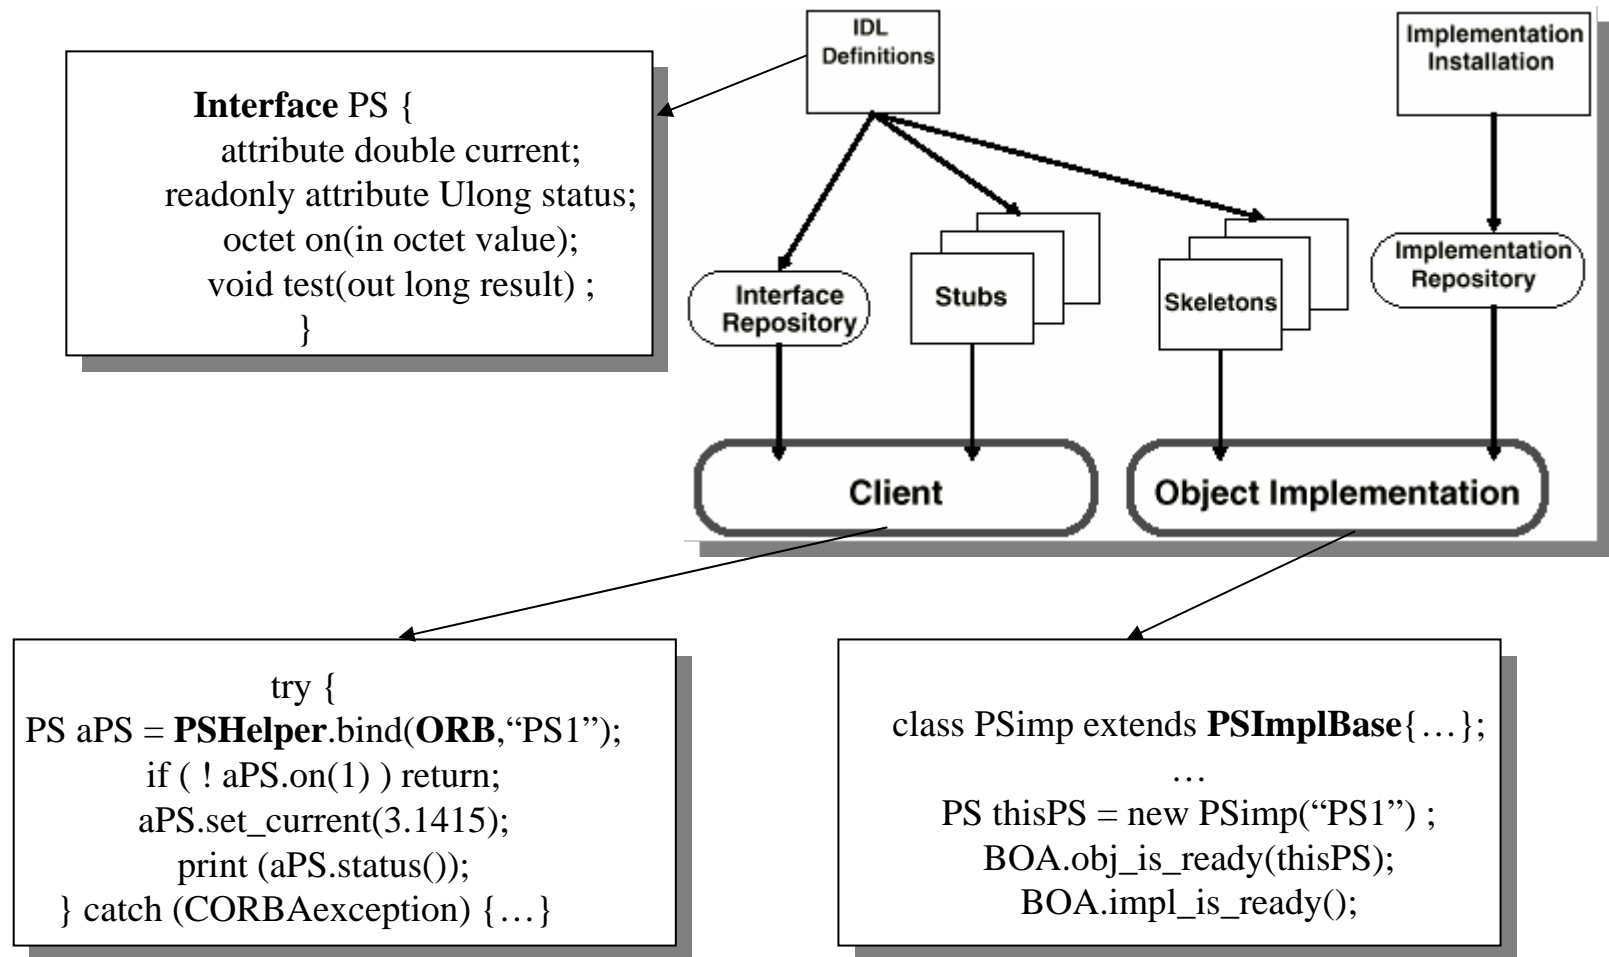 IDL
Definitions
Implementation
Installation
Interface PS {
attribute double current;
readonly attribute Ulong status;
octet on(in octet value);
void test(out long result) ;
}
Interface
Repository
Stubs
Skeletons
Implementation
Repository
Client
Object Implementation
try {
PS aPS = PSHelper.bind(ORB,“PS1”);
if ( ! aPS.on(1) ) return;
aPS.set_current(3.1415);
print (aPS.status());
} catch (CORBAexception) {…}
class PSimp extends PSImplBase{…};
…
PS thisPS = new PSimp(“PS1”) ;
BOA.obj_is_ready(thisPS);
BOA.impl_is_ready();